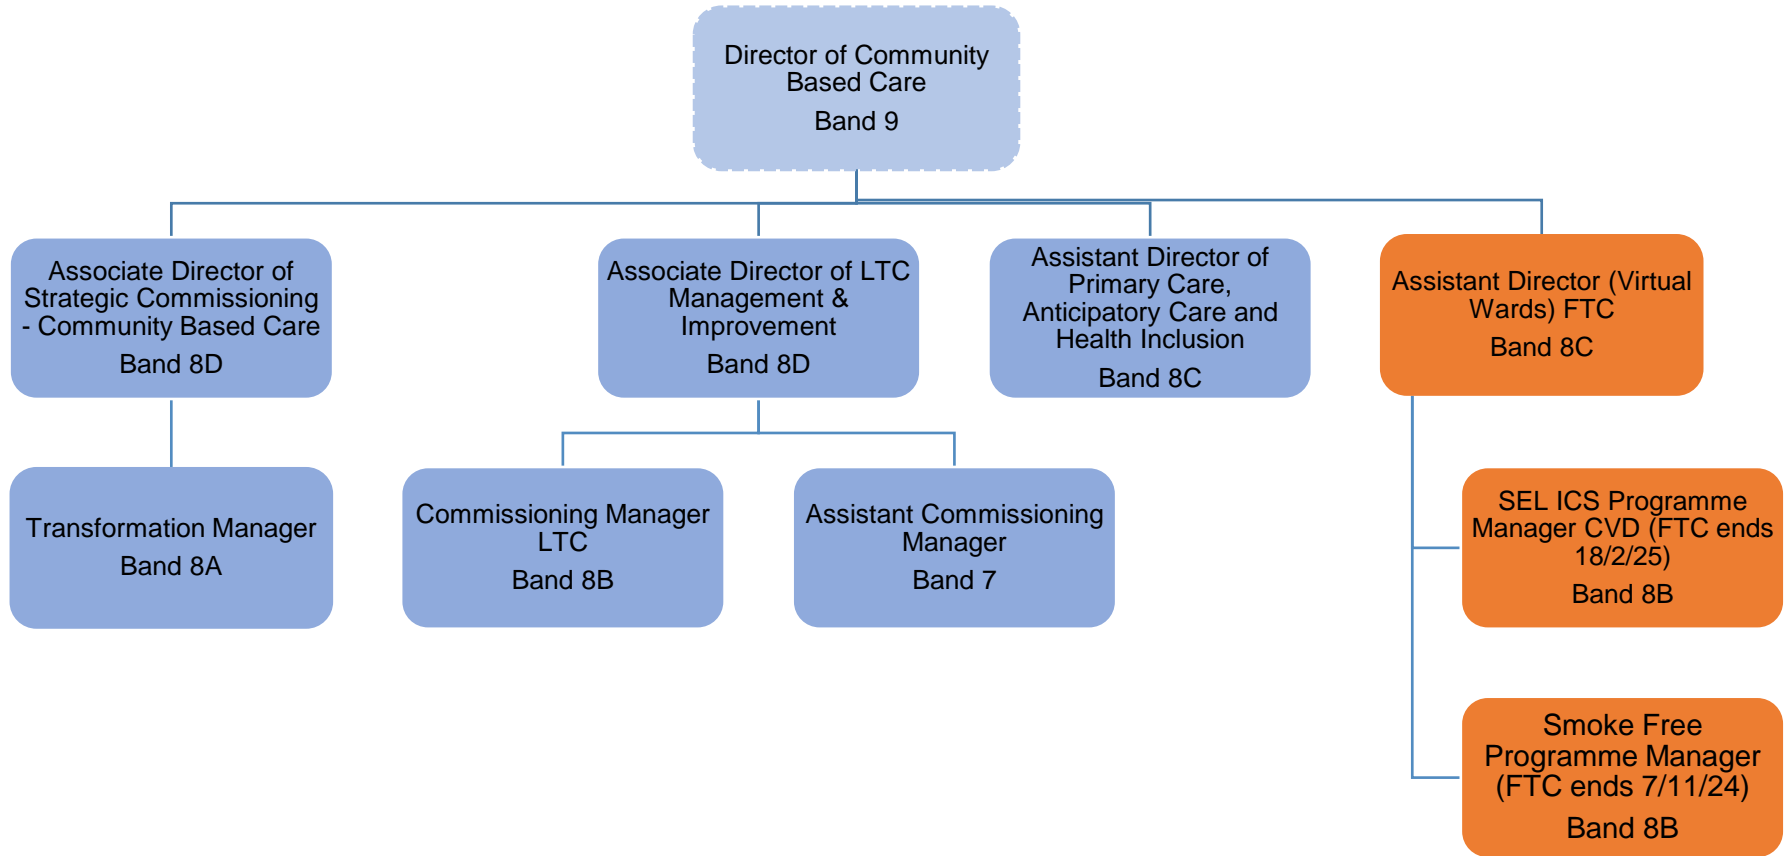 Director of Community
Based Care
Band 9
Associate Director of
Strategic Commissioning
- Community Based Care
Band 8D
Associate Director of LTC
Management &
Improvement
Band 8D
Assistant Director of
Primary Care,
Anticipatory Care and
Health Inclusion
Band 8C
Assistant Director (Virtual
Wards) FTC
Band 8C
Transformation Manager
Band 8A
Commissioning Manager
LTC
Band 8B
Assistant Commissioning
Manager
Band 7
SEL ICS Programme
Manager CVD (FTC ends
18/2/25)
Band 8B
Smoke Free
Programme Manager
(FTC ends 7/11/24)
Band 8B